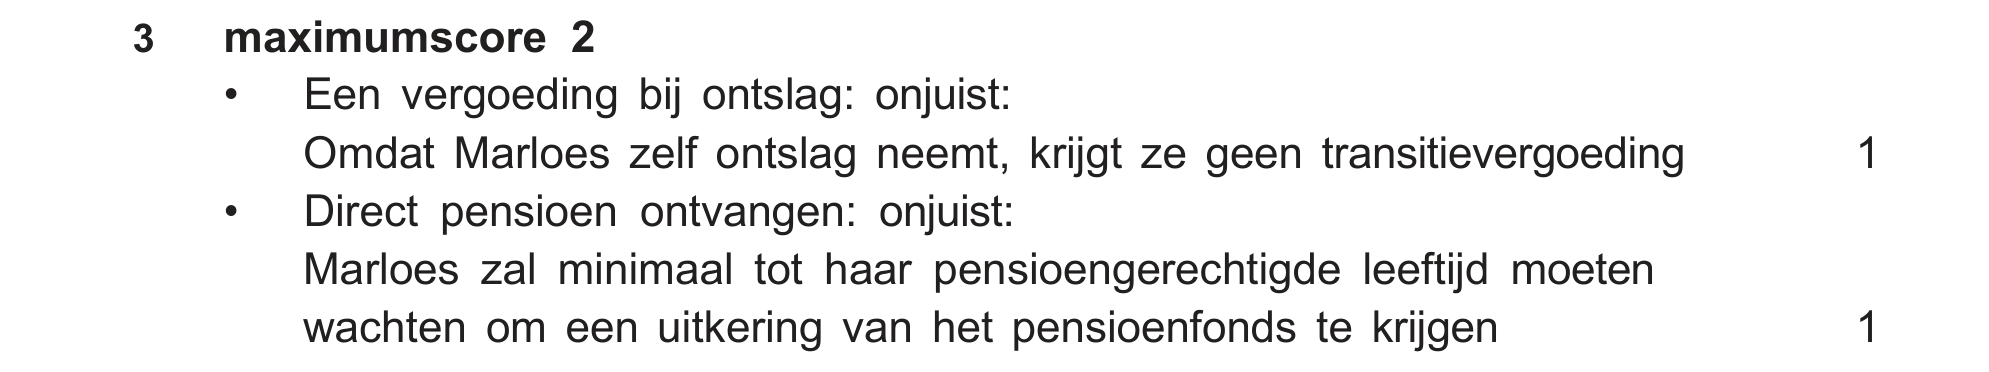 3 maximumscore 2
• Een vergoeding bij ontslag: onjuist:
Omdat Marloes zelf ontslag neemt, krijgt ze geen transitievergoeding 1
• Direct pensioen ontvangen: onjuist:
Marloes zal minimaal tot haar pensioengerechtigde leeftijd moeten
wachten om een uitkering van het pensioenfonds te krijgen 1